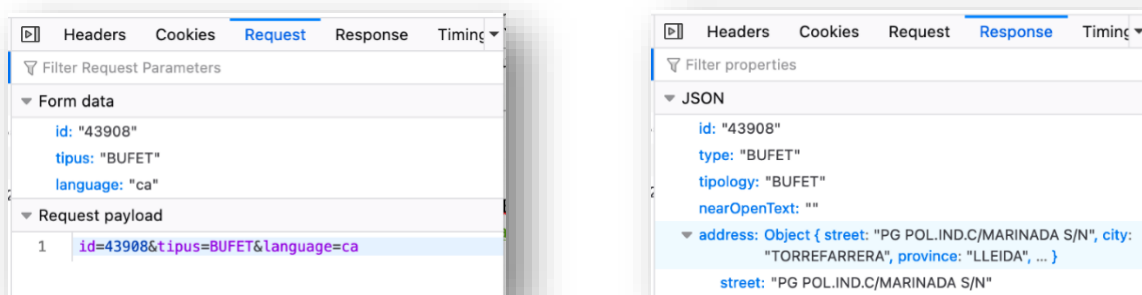 Headers Cookies Request Response Timing
Filter Request Parameters
Form data
id: "43908"
tipus: "BUFET"
language: "ca"
Request payload
1 id=43908&tipus=BUFET&language=ca
Headers Cookies Request Response Timing
Filter properties
JSON
id: "43908"
type: "BUFET"
tipology: "BUFET"
nearOpenText: ""
address: Object { street: "PG POL.IND.C/MARINADA S/N", city:
"TORREFARRERA", province: "LLEIDA", ... }
street: "PG POL.IND.C/MARINADA S/N"